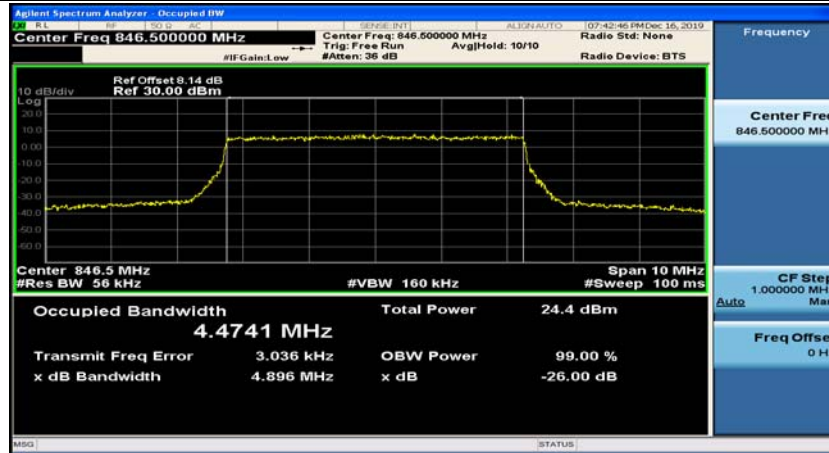 Agilent Spectrum Analyzer - Occupied BW
RL RF 50 Ω AC SENSE:INT ALIGN AUTO 07:42:46 PM Dec 16, 2019
Center Freq 846.500000 MHz
Center Freq: 846.500000 MHz
Radio Std: None
Trig: Free Run Avg|Hold: 10/10
#IFGain:Low
#Atten: 36 dB
Radio Device: BTS
Frequency
Ref Offset 8.14 dB
10 dB/div Ref 30.00 dBm
Log
20.0
10.0
0.00
-10.0
-20.0
-30.0
-40.0
-50.0
-60.0
Center 846.5 MHz
Span 10 MHz
#Res BW 56 kHz
#VBW 160 kHz
#Sweep 100 ms
Occupied Bandwidth
Total Power 24.4 dBm
4.4741 MHz
Transmit Freq Error 3.036 kHz
OBW Power 99.00 %
x dB Bandwidth 4.896 MHz
x dB -26.00 dB
Center Fre
846.500000 MH
CF Step
1.000000 MH
Auto Ma
Freq Offse
0 H
MSG
STATUS